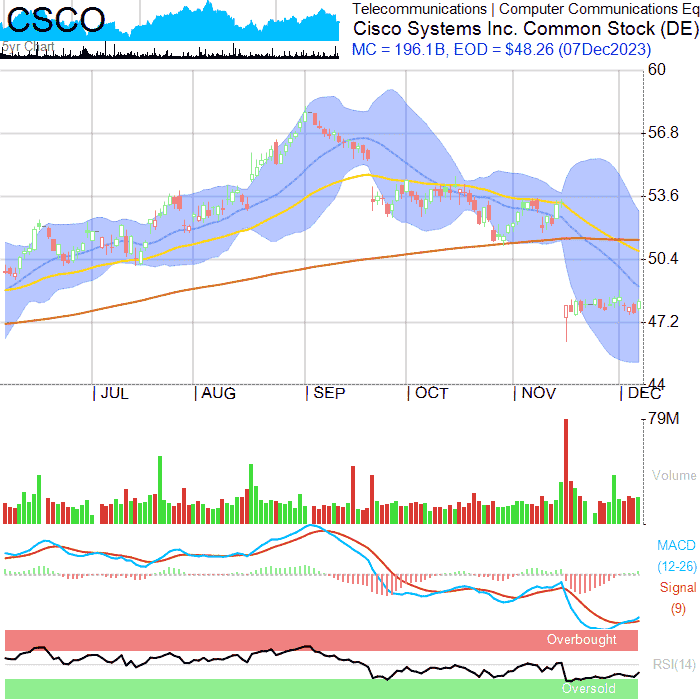 CSCO
5yr Chart
Telecommunications | Computer Communications Eq
Cisco Systems Inc. Common Stock (DE)
MC = 196.1B, EOD = $48.26 (07Dec2023)
60
56.8
53.6
50.4
47.2
44
JUL
AUG
SEP
OCT
NOV
DEC
79M
Volume
MACD
(12-26)
Signal
(9)
Overbought
RSI(14)
Oversold